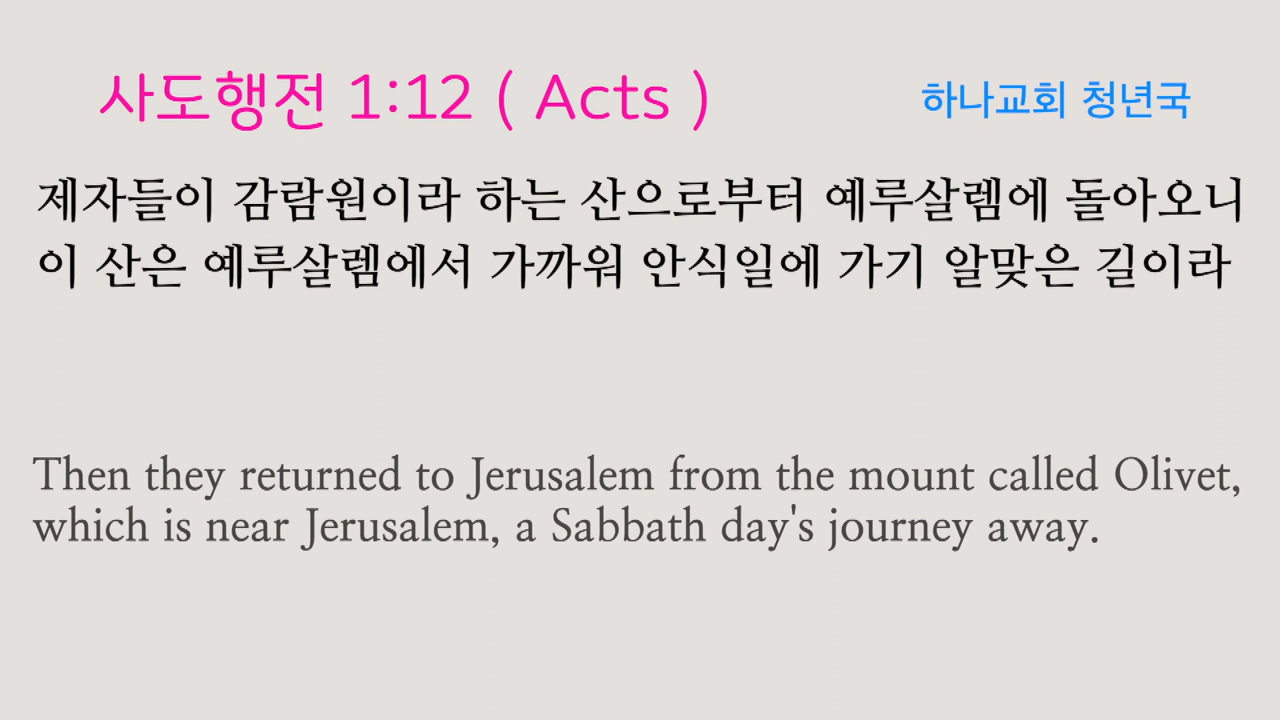 사도행전 1:12 ( Acts )
하나교회 청년국
제자들이 감람원이라 하는 산으로부터 예루살렘에 돌아오니
이 산은 예루살렘에서 가까워 안식일에 가기 알맞은 길이라
Then they returned to Jerusalem from the mount called Olivet,
which is near Jerusalem, a Sabbath day's journey away.